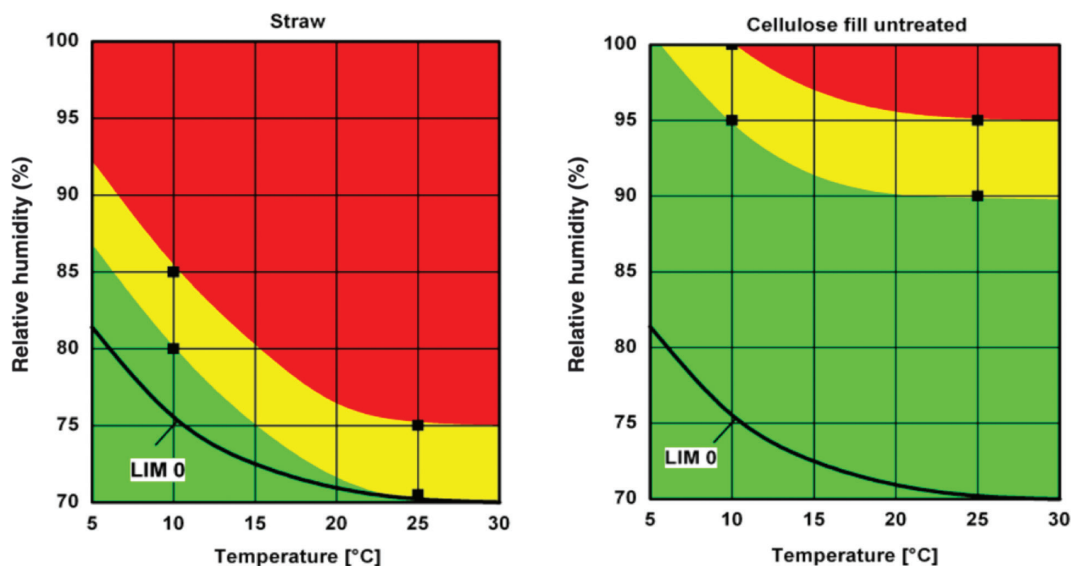 Straw
100
95
90
85
80
75
70
Relative humidity (%)
LIM 0
5 10 15 20 25 30
Temperature [°C]
Cellulose fill untreated
100
95
90
85
80
75
70
Relative humidity (%)
LIM 0
5 10 15 20 25 30
Temperature [°C]